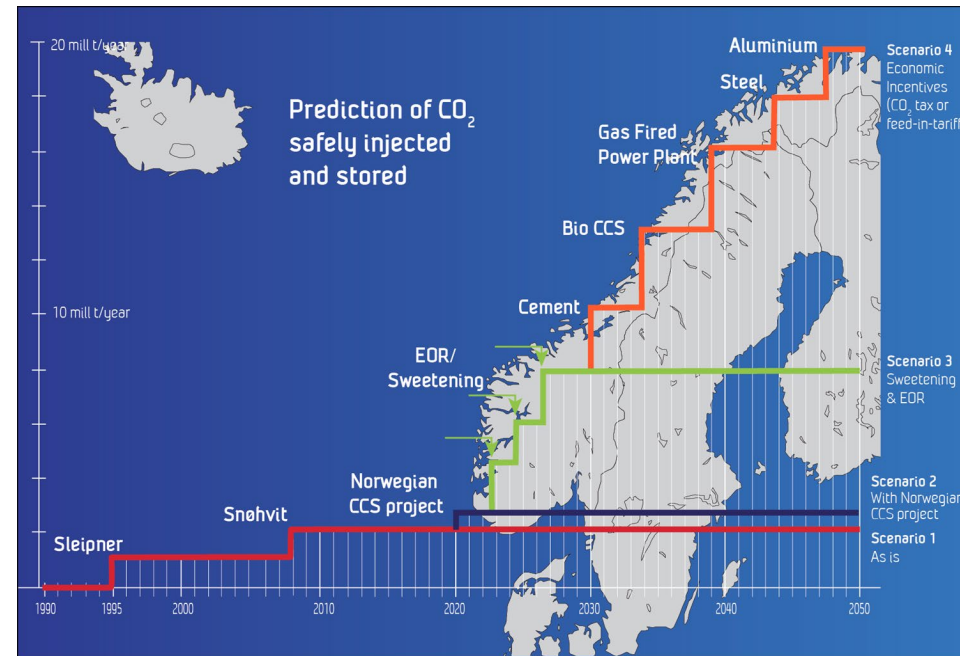 20 mill t/year
Prediction of CO₂
safely injected
and stored
Aluminium
Steel
Gas Fired
Power Plant
Bio CCS
Cement
10 mill t/year
EOR/
Sweetening
Norwegian
CCS project
Snøhvit
Sleipner
Scenario 4
Economic
Incentives
(CO₂ tax or
feed-in-tariff
Scenario 3
Sweetening
& EOR
Scenario 2
With Norwegian
CCS project
Scenario 1
As is
1990 1995 2000 2010 2020 2030 2040 2050